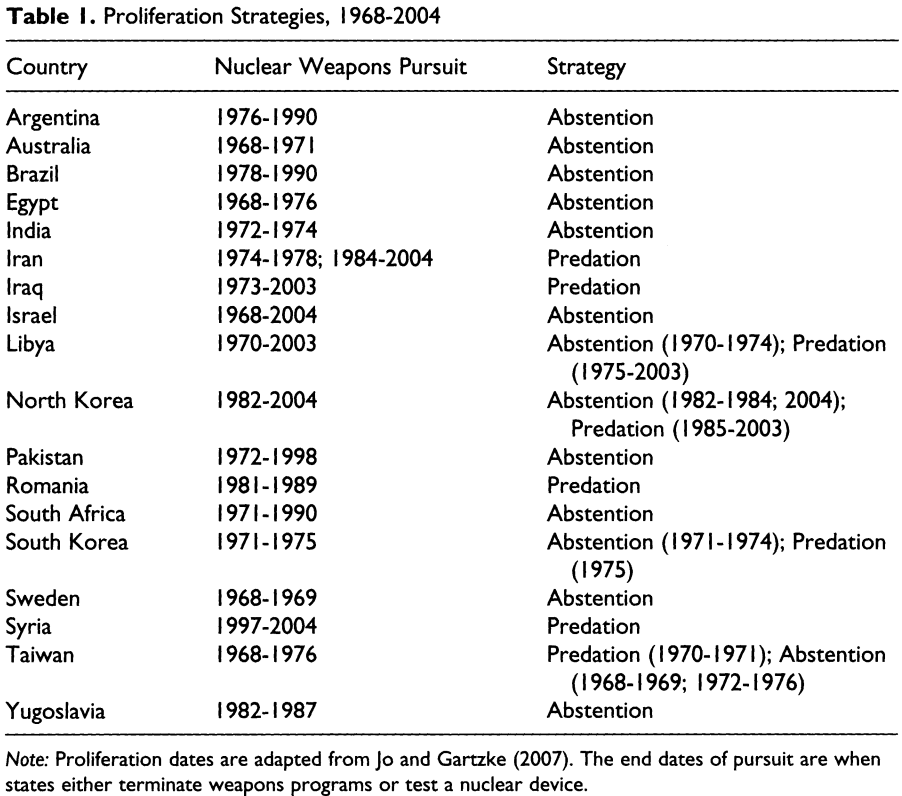 Table 1. Proliferation Strategies, 1968-2004
Country Nuclear Weapons Pursuit Strategy
Argentina 1976-1990 Abstention
Australia 1968-1971 Abstention
Brazil 1978-1990 Abstention
Egypt 1968-1976 Abstention
India 1972-1974 Abstention
Iran 1974-1978; 1984-2004 Predation
Iraq 1973-2003 Predation
Israel 1968-2004 Abstention
Libya 1970-2003 Abstention (1970-1974); Predation
(1975-2003)
North Korea 1982-2004 Abstention (1982-1984; 2004);
Predation (1985-2003)
Pakistan 1972-1998 Abstention
Romania 1981-1989 Predation
South Africa 1971-1990 Abstention
South Korea 1971-1975 Abstention (1971-1974); Predation
(1975)
Sweden 1968-1969 Abstention
Syria 1997-2004 Predation
Taiwan 1968-1976 Predation (1970-1971); Abstention
(1968-1969; 1972-1976)
Yugoslavia 1982-1987 Abstention
Note: Proliferation dates are adapted from Jo and Gartzke (2007). The end dates of pursuit are when
states either terminate weapons programs or test a nuclear device.